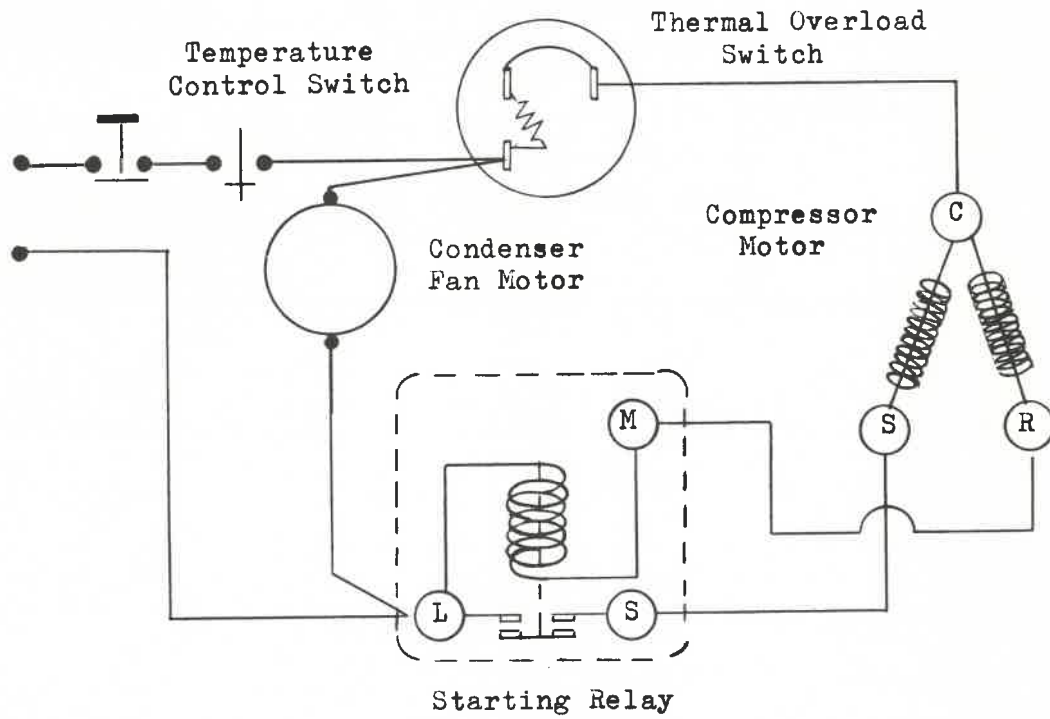 Thermal Overload
Switch
Temperature
Control Switch
C
Compressor
Motor
Condenser
Fan Motor
M
S
R
L
S
Starting Relay